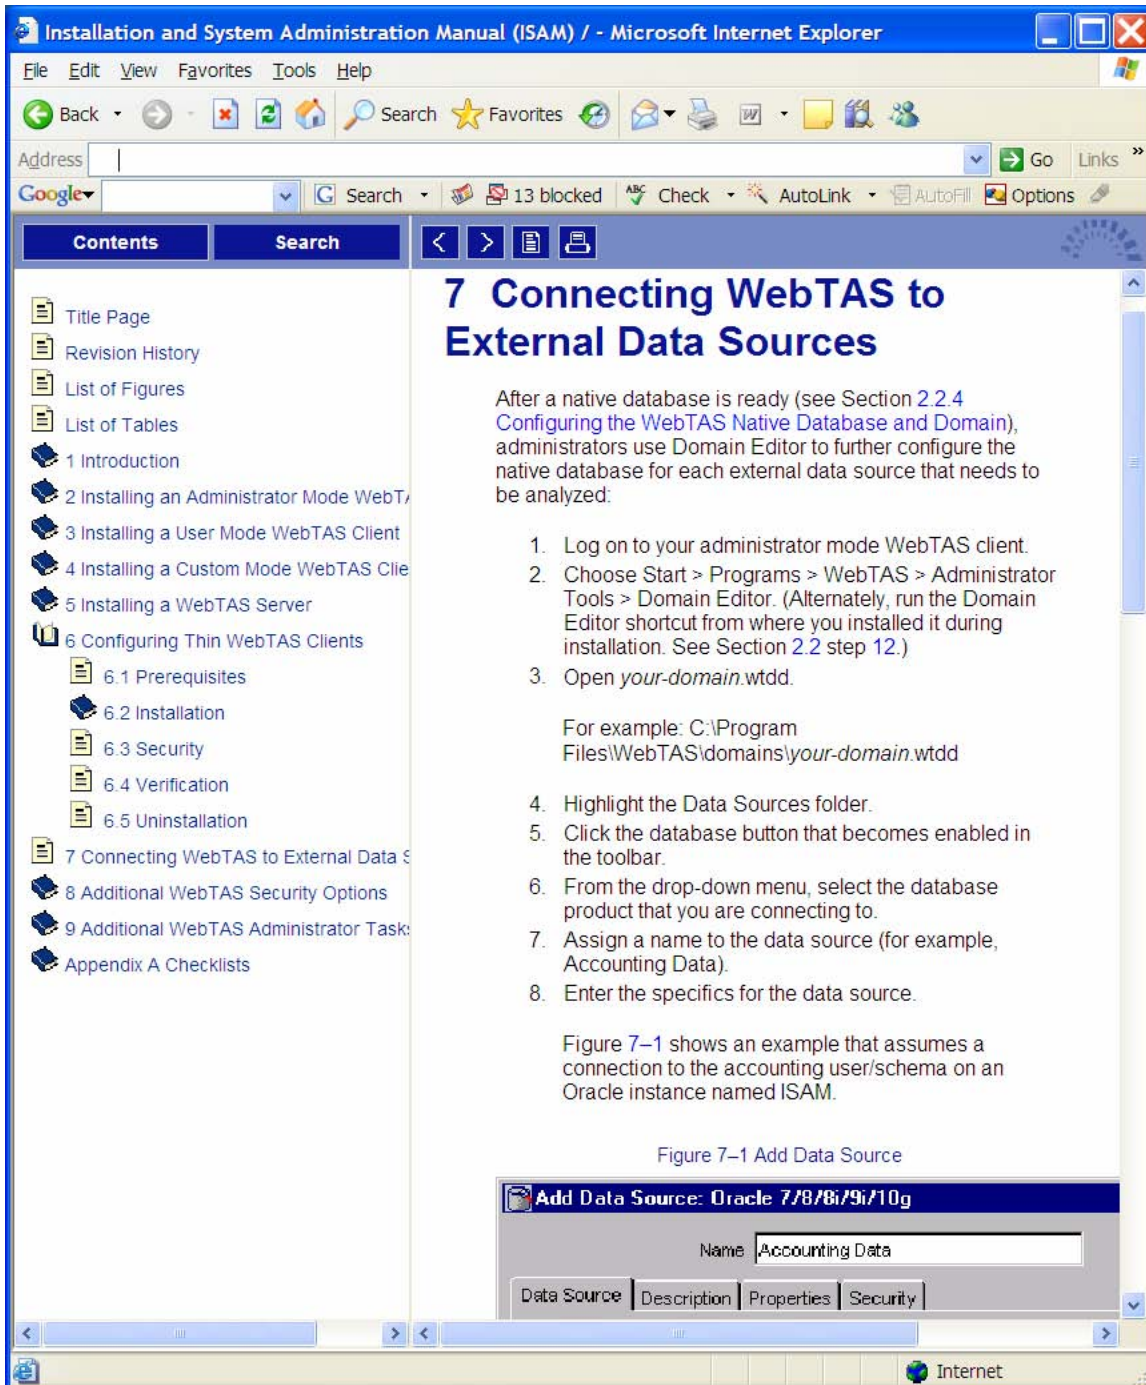 Installation and System Administration Manual (ISAM) / - Microsoft Internet Explorer
File Edit View Favorites Tools Help
Back Search Favorites
Address Go Links »
Google G Search 13 blocked ABC Check AutoLink AutoFill Options
Contents Search
Title Page
Revision History
List of Figures
List of Tables
1 Introduction
2 Installing an Administrator Mode WebTA
3 Installing a User Mode WebTAS Client
4 Installing a Custom Mode WebTAS Clie
5 Installing a WebTAS Server
6 Configuring Thin WebTAS Clients
6.1 Prerequisites
6.2 Installation
6.3 Security
6.4 Verification
6.5 Uninstallation
7 Connecting WebTAS to External Data S
8 Additional WebTAS Security Options
9 Additional WebTAS Administrator Tasks
Appendix A Checklists
7 Connecting WebTAS to
External Data Sources
After a native database is ready (see Section 2.2.4
Configuring the WebTAS Native Database and Domain),
administrators use Domain Editor to further configure the
native database for each external data source that needs to
be analyzed:
1. Log on to your administrator mode WebTAS client.
2. Choose Start > Programs > WebTAS > Administrator
Tools > Domain Editor. (Alternately, run the Domain
Editor shortcut from where you installed it during
installation. See Section 2.2 step 12.)
3. Open your-domain.wtdd.
For example: C:\Program
Files\WebTAS\domains\your-domain.wtdd
4. Highlight the Data Sources folder.
5. Click the database button that becomes enabled in
the toolbar.
6. From the drop-down menu, select the database
product that you are connecting to.
7. Assign a name to the data source (for example,
Accounting Data).
8. Enter the specifics for the data source.
Figure 7–1 shows an example that assumes a
connection to the accounting user/schema on an
Oracle instance named ISAM.
Figure 7–1 Add Data Source
Add Data Source: Oracle 7/8/8i/9i/10g
Name Accounting Data
Data Source Description Properties Security
Internet